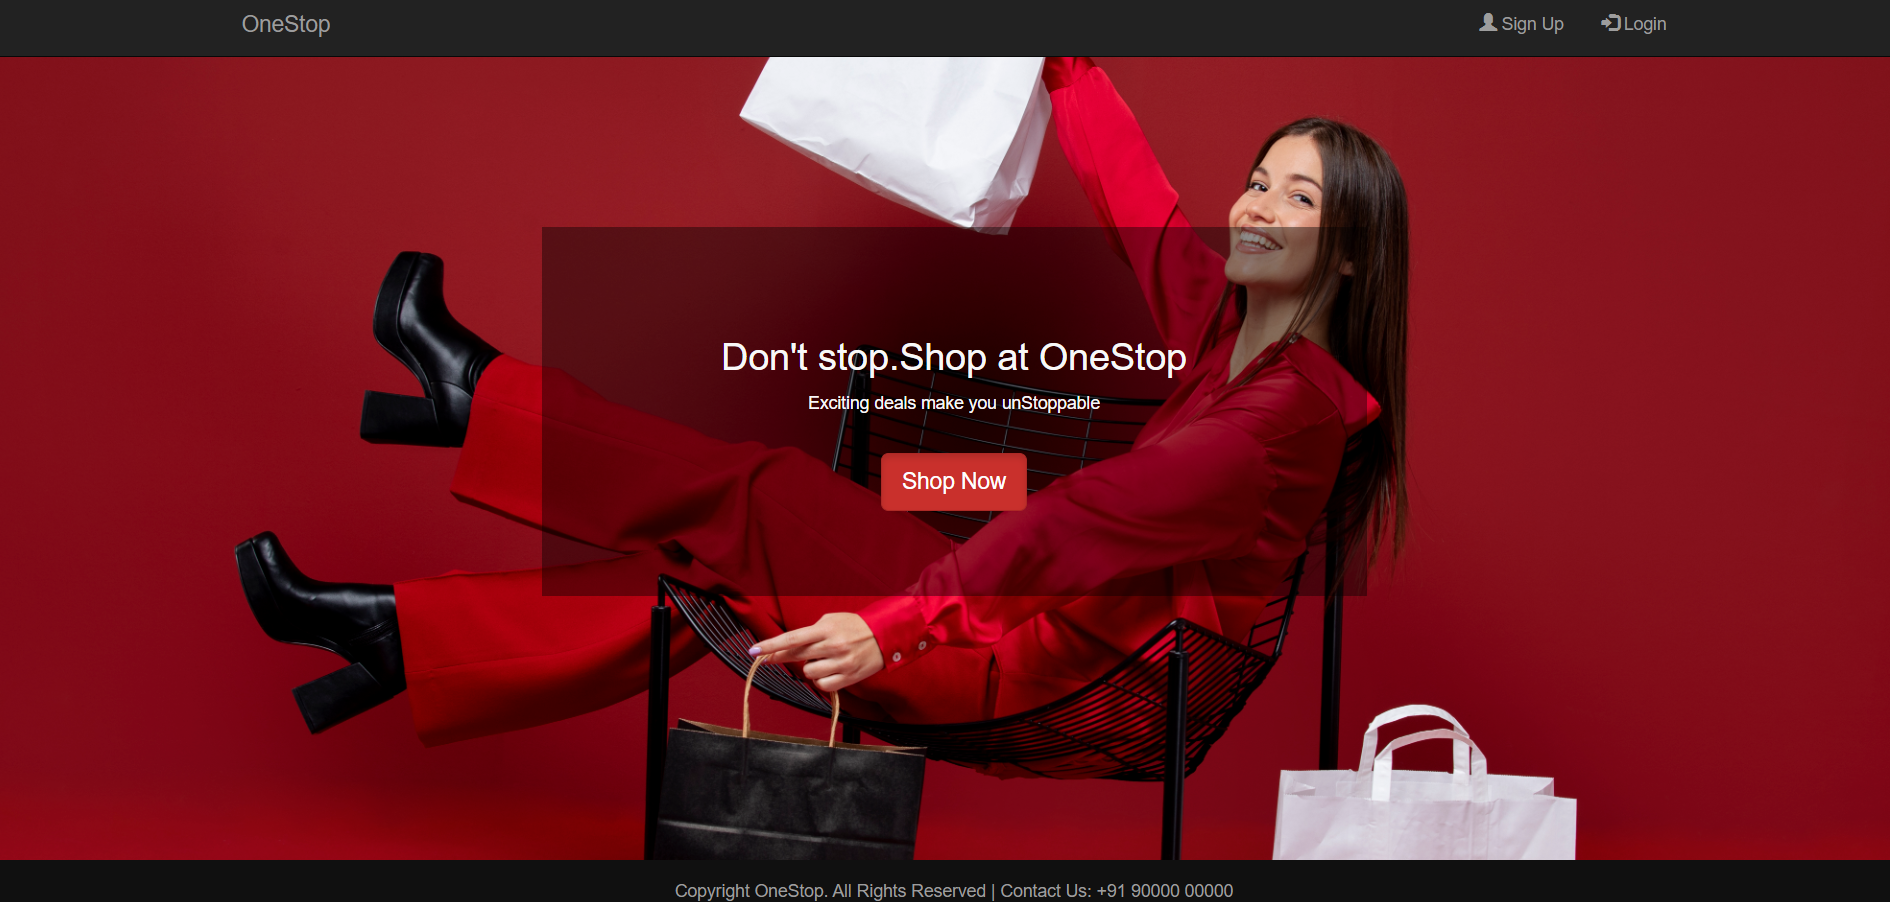 OneStop
Sign Up
Login
Don't stop.Shop at OneStop
Exciting deals make you unStoppable
Shop Now
Copyright OneStop. All Rights Reserved | Contact Us: +91 90000 00000